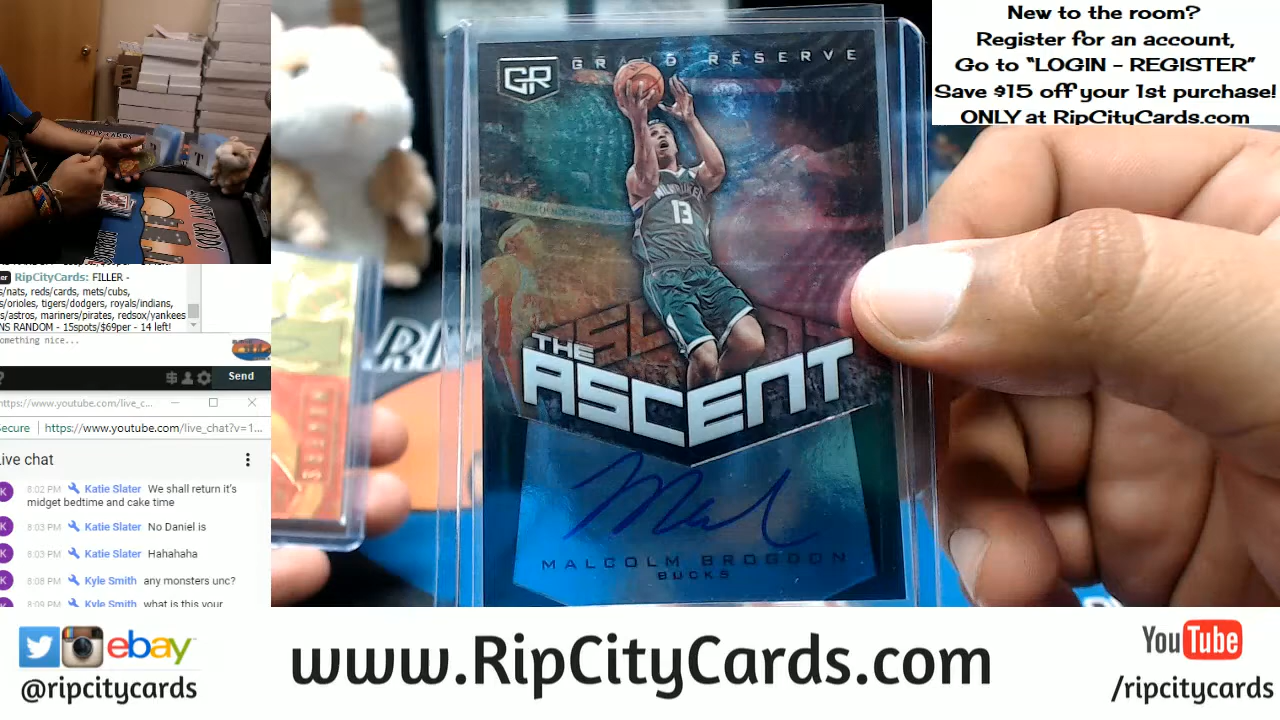 New to the room?
Register for an account,
Go to “LOGIN - REGISTER”
Save $15 off your 1st purchase!
ONLY at RipCityCards.com
GR GRAND RESERVE
MILWAUKEE
13
THE
ASCENT
MALCOLM BROGDON
BUCKS
RipCityCards: FILLER -
s/nats, reds/cards, mets/cubs,
s/orioles, tigers/dodgers, royals/indians,
s/astros, mariners/pirates, redsox/yankees
NS RANDOM - 15spots/$69per - 14 left!
omething nice...
Send
https://www.youtube.com/live_c...
Secure https://www.youtube.com/live_chat?v=1...
Live chat
K 8:02 PM Katie Slater We shall return it's
midget bedtime and cake time
K 8:03 PM Katie Slater No Daniel is
K 8:03 PM Katie Slater Hahahaha
K 8:08 PM Kyle Smith any monsters unc?
8:09 PM Kyle Smith what is this your
ebay
@ripcitycards
www.RipCityCards.com
YouTube
/ripcitycards